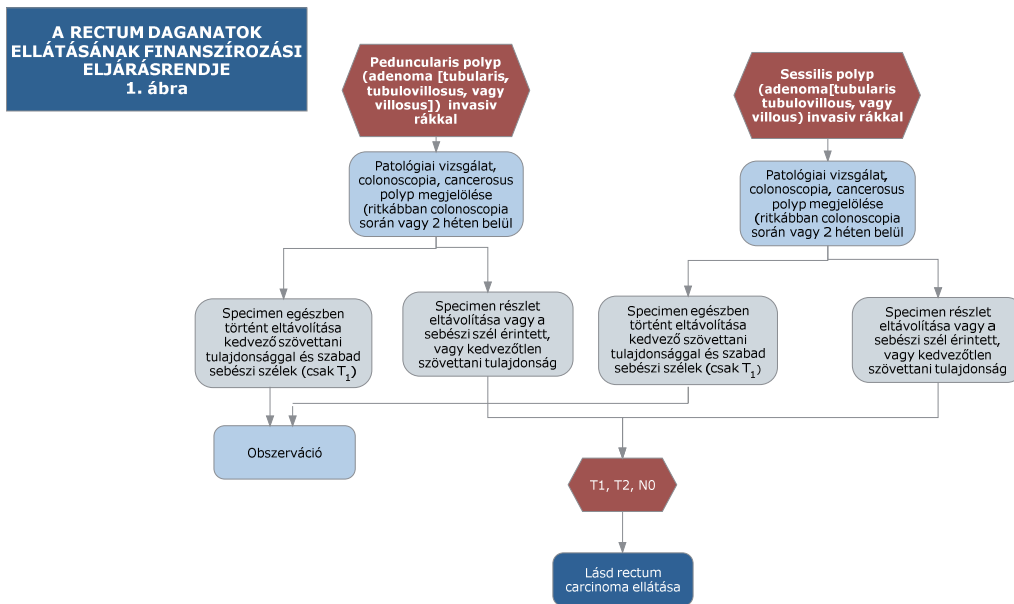 A RECTUM DAGANATOK
ELLÁTÁSÁNAK FINANSZÍROZÁSI
ELJÁRÁSRENDJE
1. ábra
Peduncularis polyp
(adenoma [tubularis,
tubulovillosus, vagy
villosus]) invasiv
rákkal
Sessilis polyp
(adenoma[tubularis
tubulovillous, vagy
villous) invasiv rákkal
Patológiai vizsgálat,
colonoscopia, cancerosus
polyp megjelölése
(ritkábban colonoscopia
során vagy 2 héten belül
Patológiai vizsgálat,
colonoscopia, cancerosus
polyp megjelölése
(ritkábban colonoscopia
során vagy 2 héten belül
Specimen egészben
történt eltávolítása
kedvező szövettani
tulajdonsággal és szabad
sebészi szélek (csak T1)
Specimen részlet
eltávolítása vagy a
sebészi szél érintett,
vagy kedvezőtlen
szövettani tulajdonság
Specimen egészben
történt eltávolítása
kedvező szövettani
tulajdonsággal és szabad
sebészi szélek (csak T1)
Specimen részlet
eltávolítása vagy a
sebészi szél érintett,
vagy kedvezőtlen
szövettani tulajdonság
Obszerváció
T1, T2, N0
Lásd rectum
carcinoma ellátása